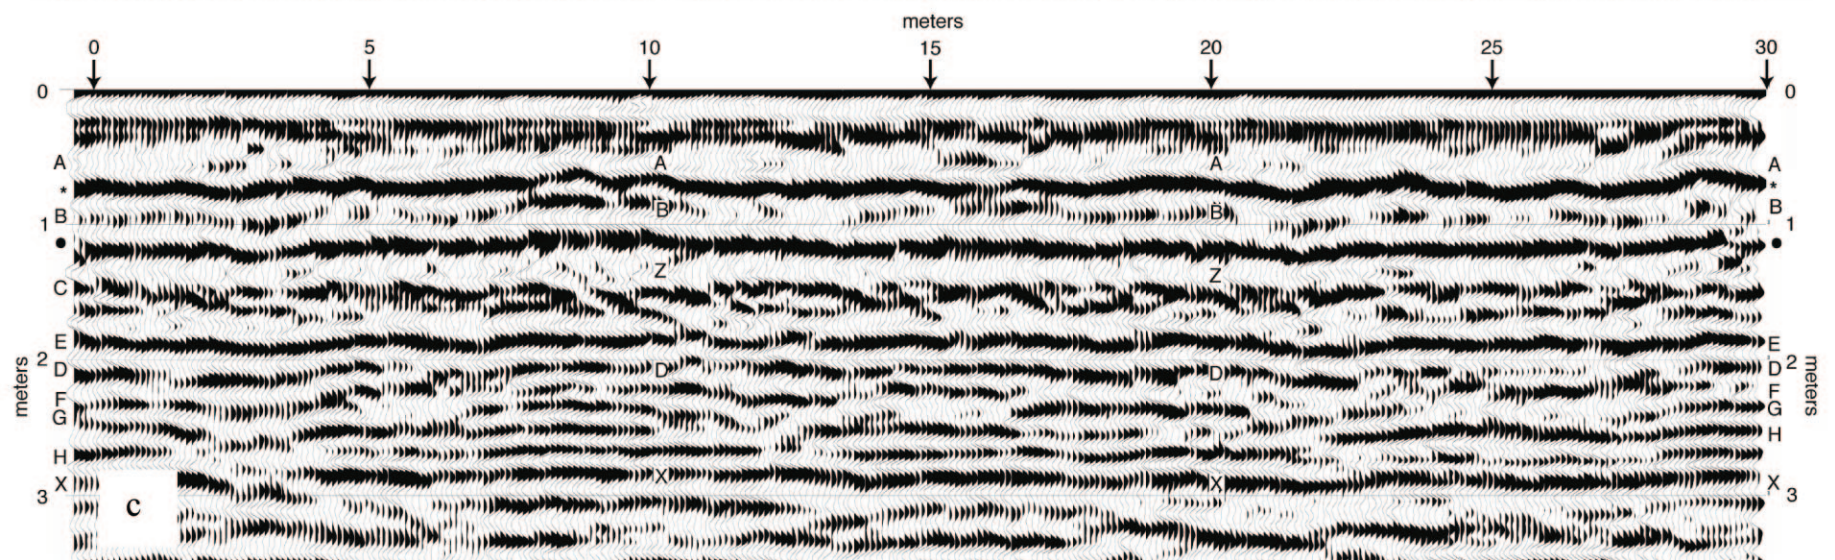 meters
0 5 10 15 20 25 30
0 0
A A A A
* *
B B B B
1 1
● ●
Z Z
C
E E
2 2
D D D D
F F
G G
H H
X X X X
3 3
c
meters
meters